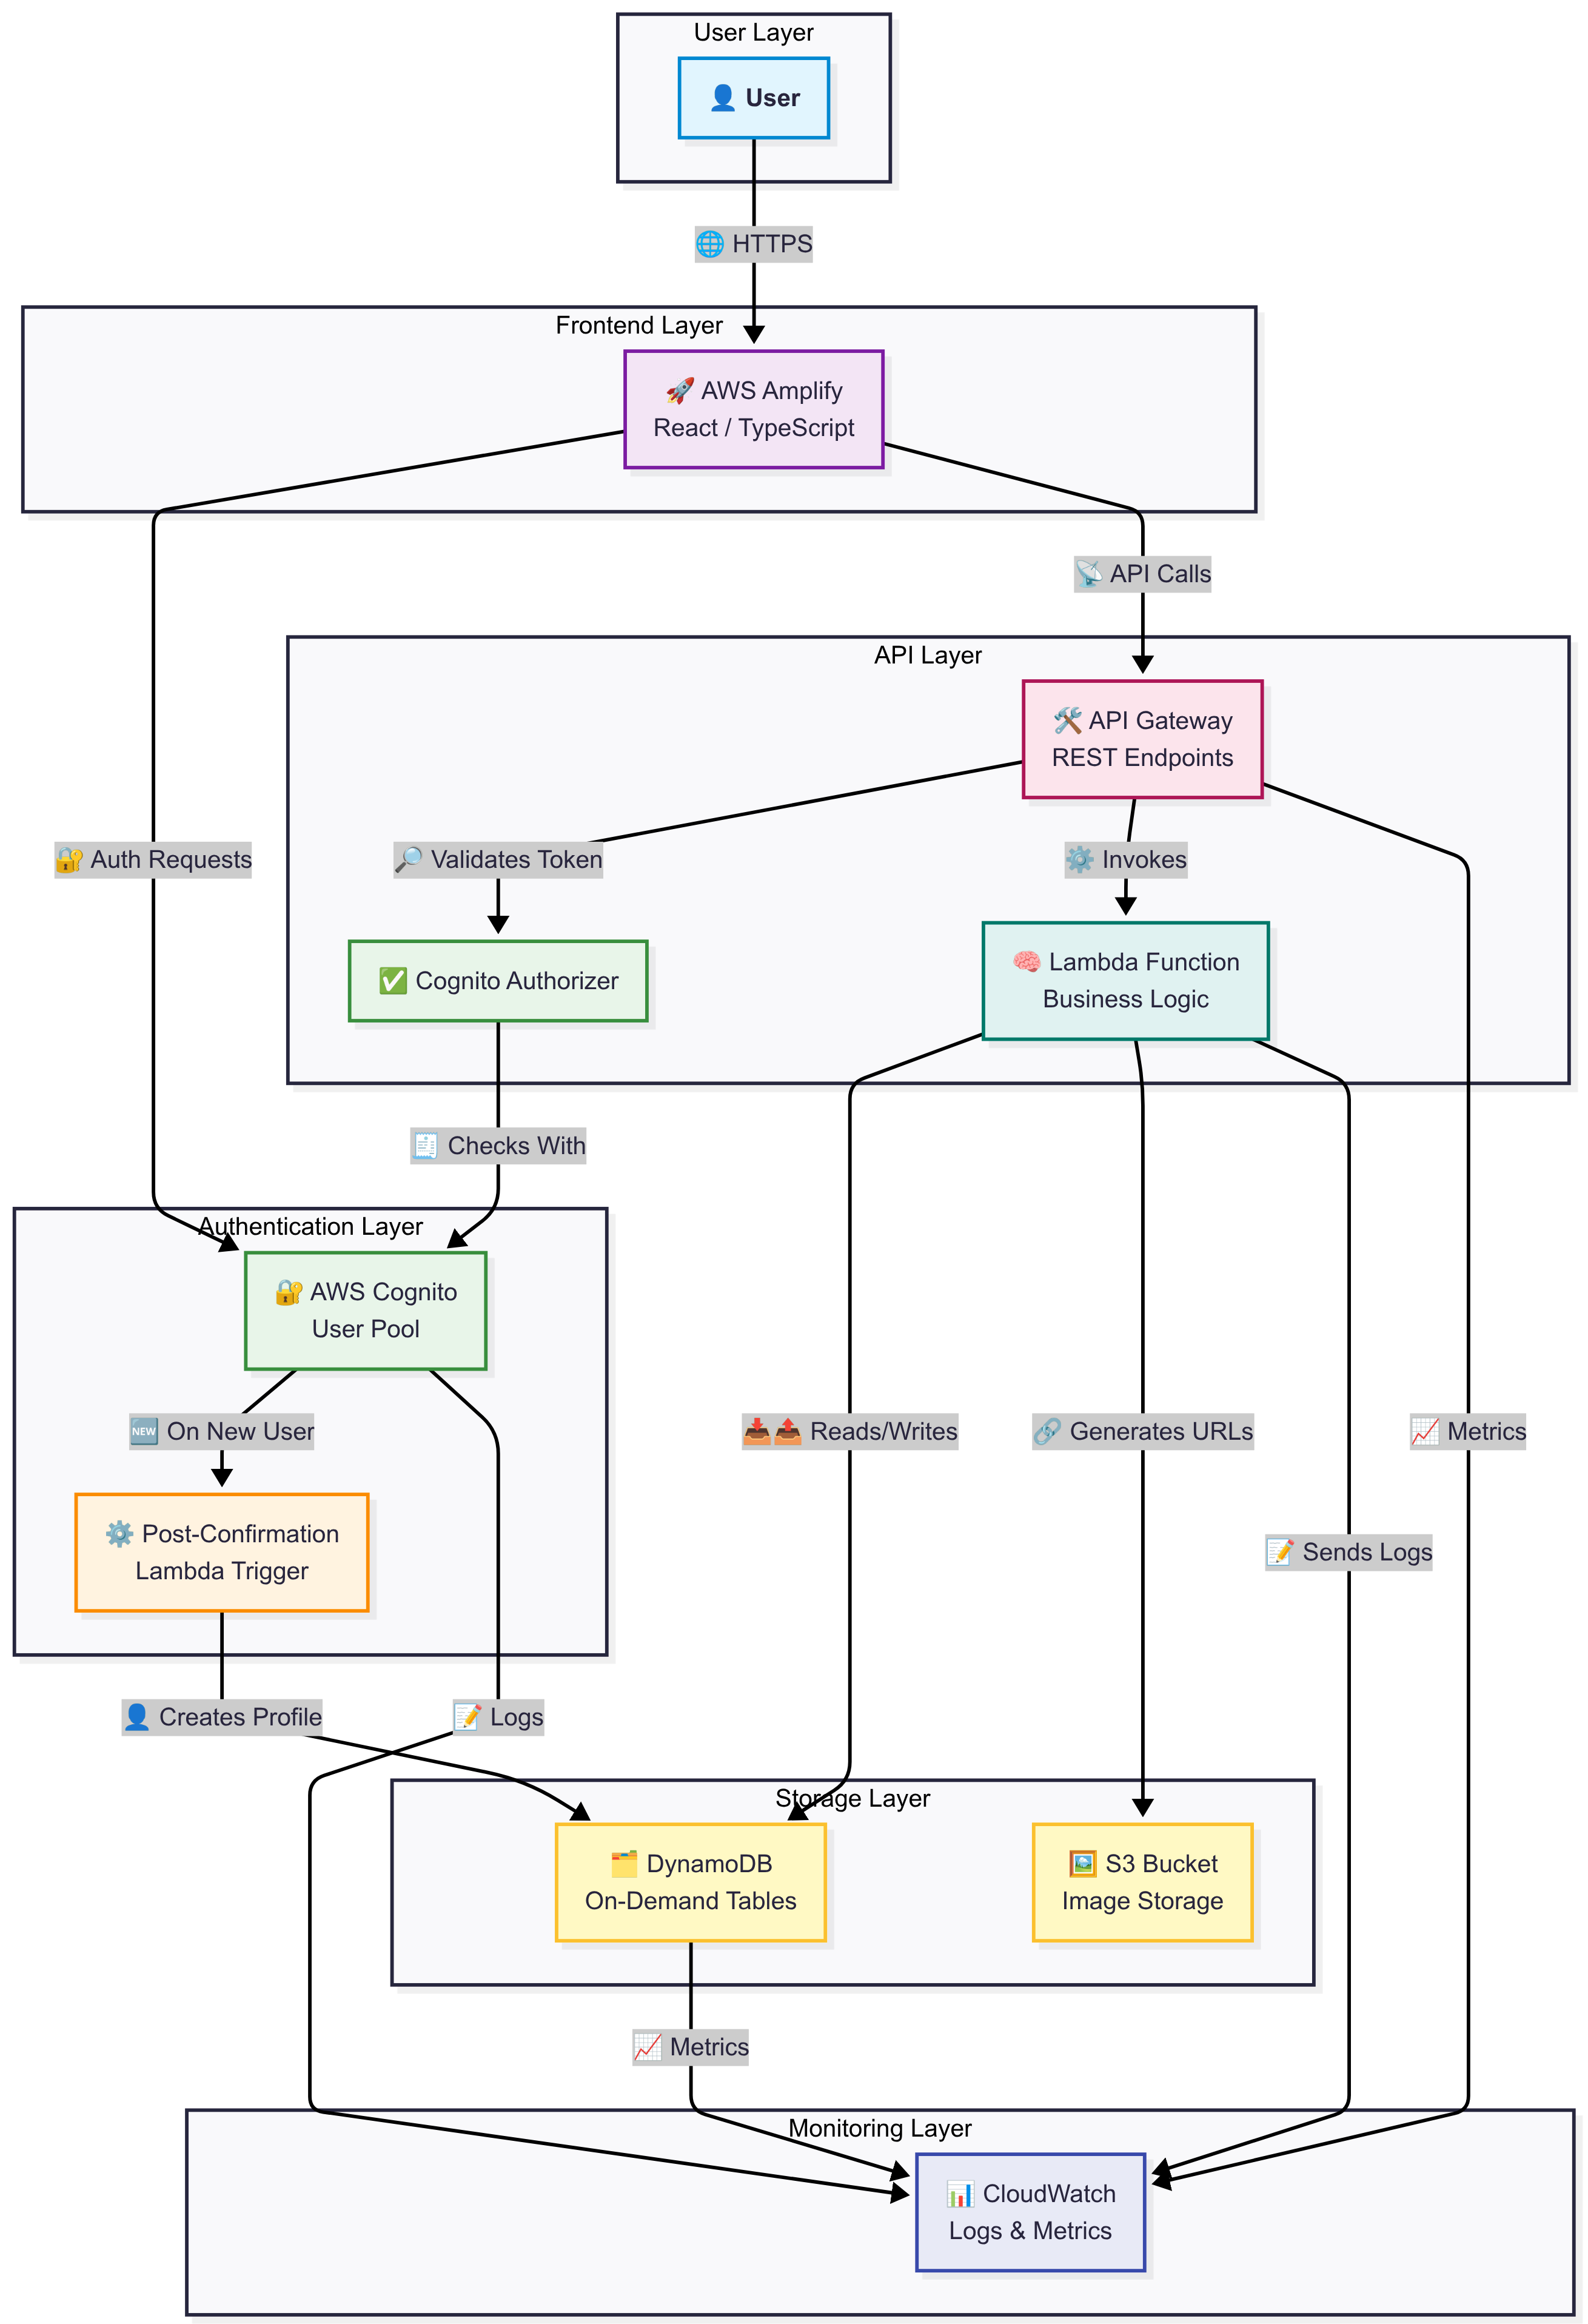 User Layer
👤 User
🌐 HTTPS
Frontend Layer
🚀 AWS Amplify
React / TypeScript
📡 API Calls
API Layer
🛠️ API Gateway
REST Endpoints
🔐 Auth Requests
🔎 Validates Token
⚙️ Invokes
✅ Cognito Authorizer
🧠 Lambda Function
Business Logic
🧾 Checks With
Authentication Layer
🔐 AWS Cognito
User Pool
🆕 On New User
📥📤 Reads/Writes
🔗 Generates URLs
📈 Metrics
⚙️ Post-Confirmation
Lambda Trigger
📝 Sends Logs
👤 Creates Profile
📝 Logs
Storage Layer
🗂️ DynamoDB
On-Demand Tables
🖼️ S3 Bucket
Image Storage
📈 Metrics
Monitoring Layer
📊 CloudWatch
Logs & Metrics